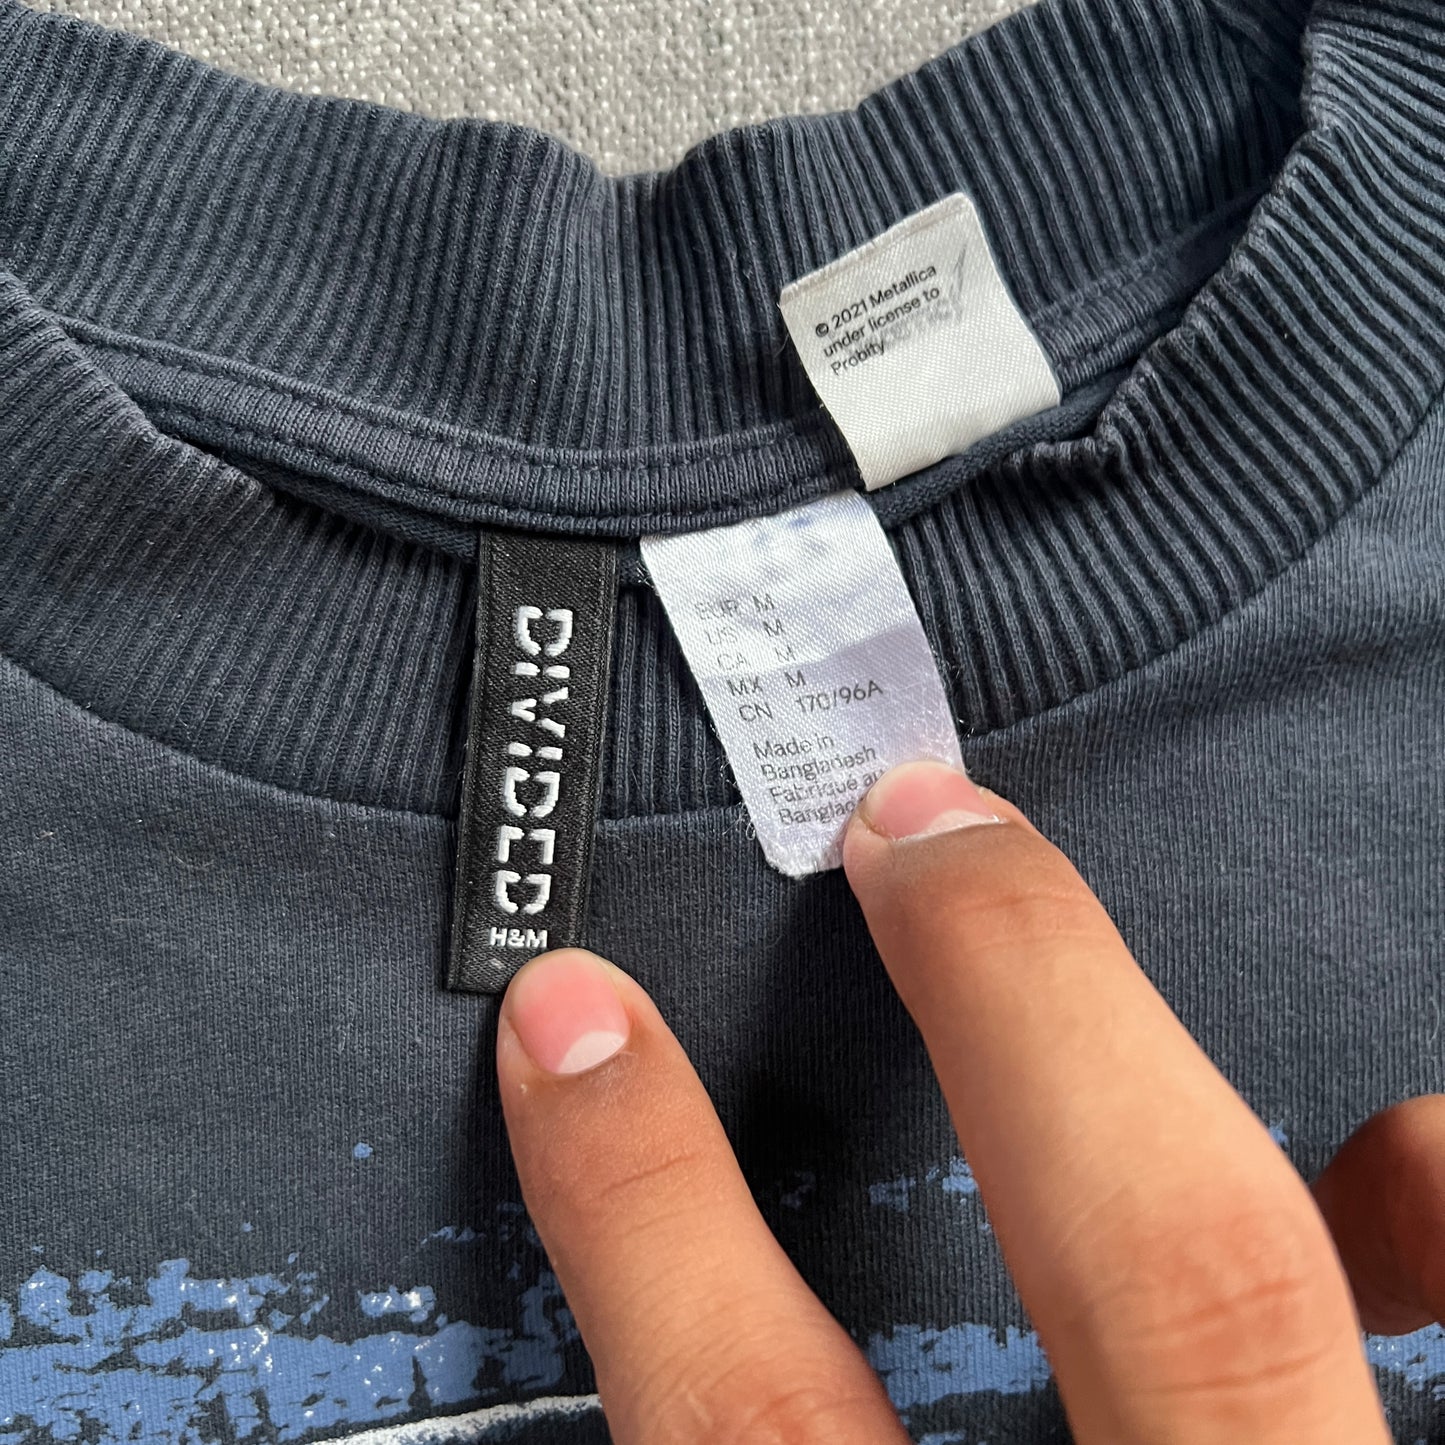 © 2021 Metallica
under license to
Probity
DIVIDED
H&M
EUR M
US M
CA M
MX M
CN 170/96A
Made in
Bangladesh
Fabriqué au